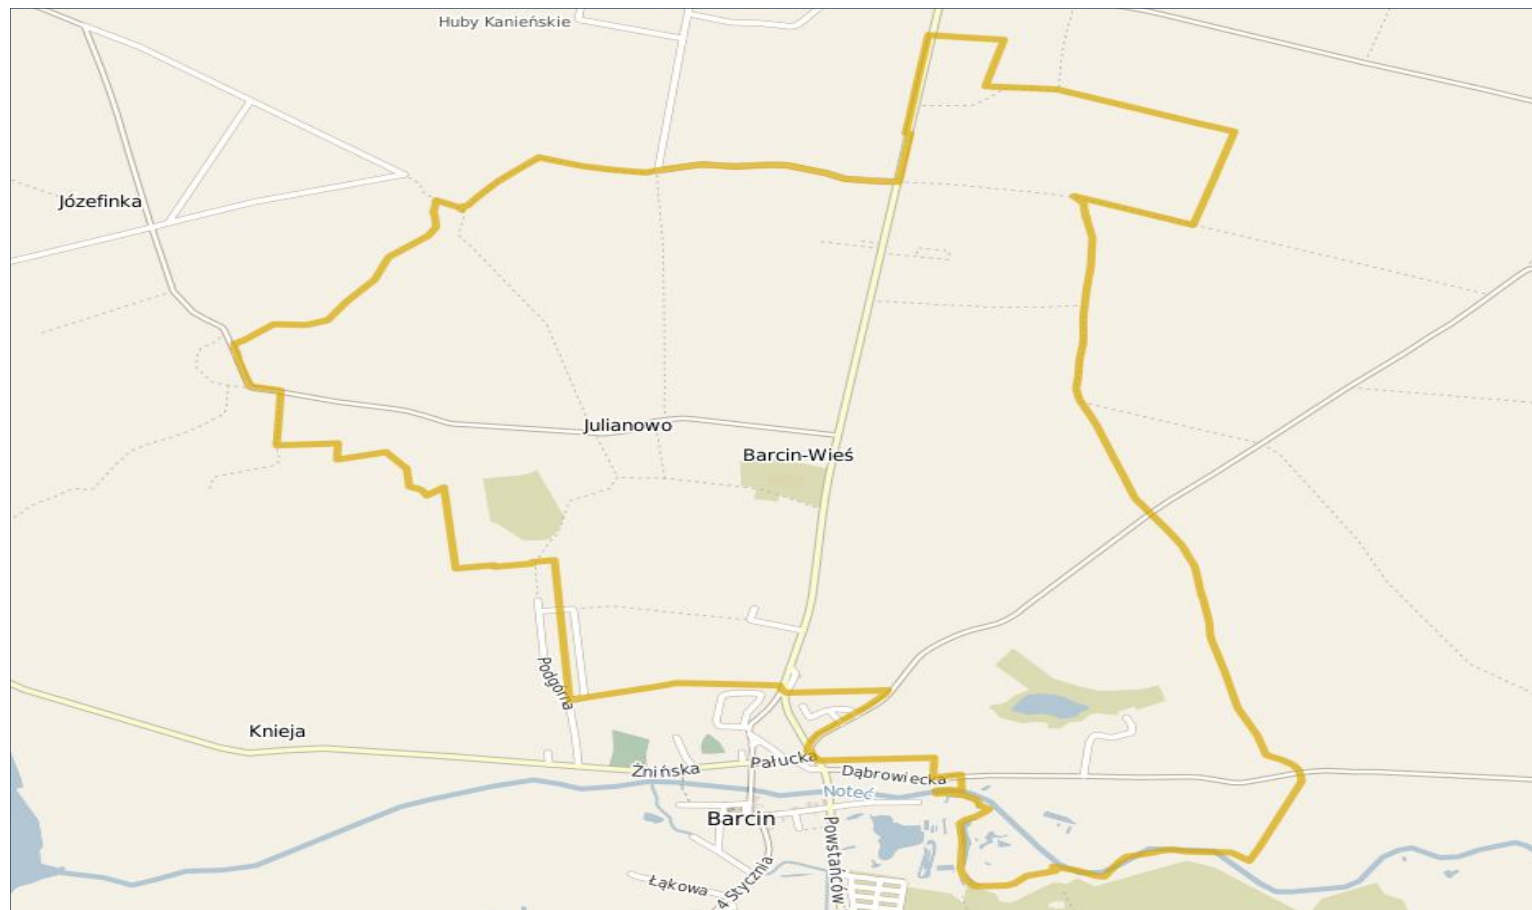 Huby Kanieńskie
Józefinka
Julianowo
Barcin-Wieś
Podgórna
Knieja
Żnińska
Pałucka
Dąbrowiecka
Noteć
Barcin
Powstańców
Łąkowa
4 Stycznia